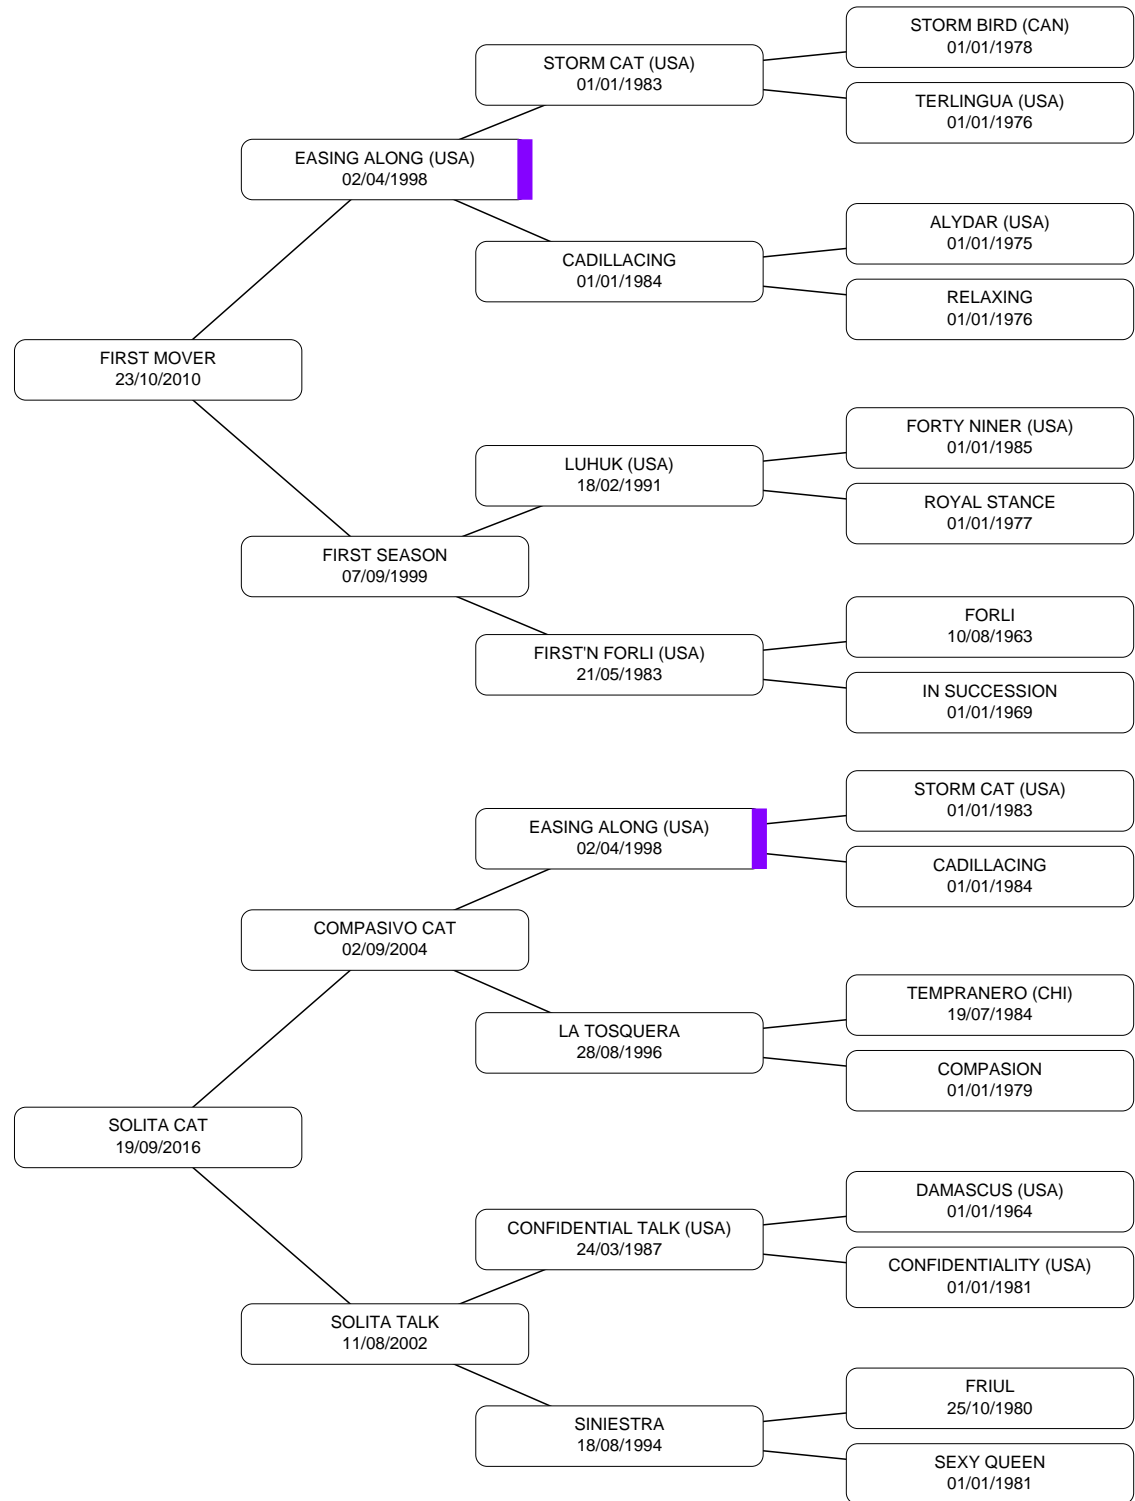 STORM BIRD (CAN)
01/01/1978
STORM CAT (USA)
01/01/1983
TERLINGUA (USA)
01/01/1976
EASING ALONG (USA)
02/04/1998
ALYDAR (USA)
01/01/1975
CADILLACING
01/01/1984
RELAXING
01/01/1976
FIRST MOVER
23/10/2010
FORTY NINER (USA)
01/01/1985
LUHUK (USA)
18/02/1991
ROYAL STANCE
01/01/1977
FIRST SEASON
07/09/1999
FORLI
10/08/1963
FIRST'N FORLI (USA)
21/05/1983
IN SUCCESSION
01/01/1969
STORM CAT (USA)
01/01/1983
EASING ALONG (USA)
02/04/1998
CADILLACING
01/01/1984
COMPASIVO CAT
02/09/2004
TEMPRANERO (CHI)
19/07/1984
LA TOSQUERA
28/08/1996
COMPASION
01/01/1979
SOLITA CAT
19/09/2016
DAMASCUS (USA)
01/01/1964
CONFIDENTIAL TALK (USA)
24/03/1987
CONFIDENTIALITY (USA)
01/01/1981
SOLITA TALK
11/08/2002
FRIUL
25/10/1980
SINIESTRA
18/08/1994
SEXY QUEEN
01/01/1981